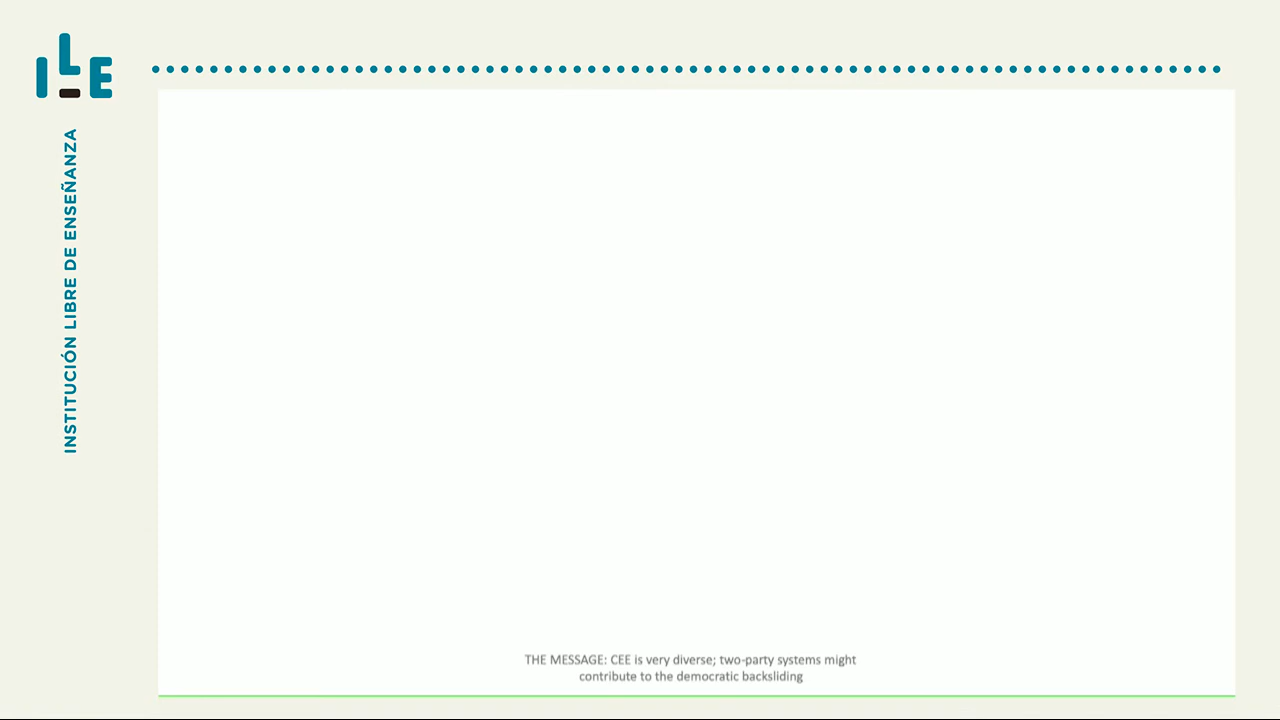 ILE
INSTITUCIÓN LIBRE DE ENSEÑANZA
THE MESSAGE: CEE is very diverse; two-party systems might
contribute to the democratic backsliding